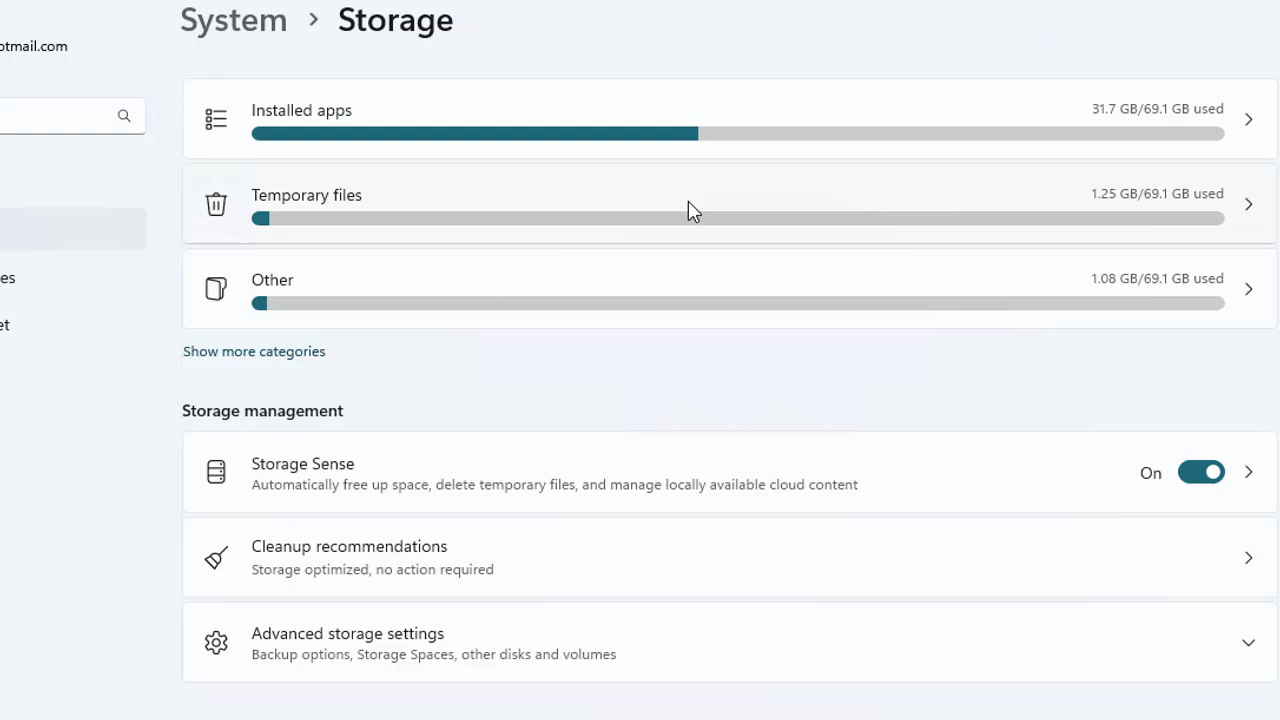 System > Storage
otmail.com
Installed apps
31.7 GB/69.1 GB used
Temporary files
1.25 GB/69.1 GB used
Other
1.08 GB/69.1 GB used
es
et
Show more categories
Storage management
Storage Sense
Automatically free up space, delete temporary files, and manage locally available cloud content
On
Cleanup recommendations
Storage optimized, no action required
Advanced storage settings
Backup options, Storage Spaces, other disks and volumes